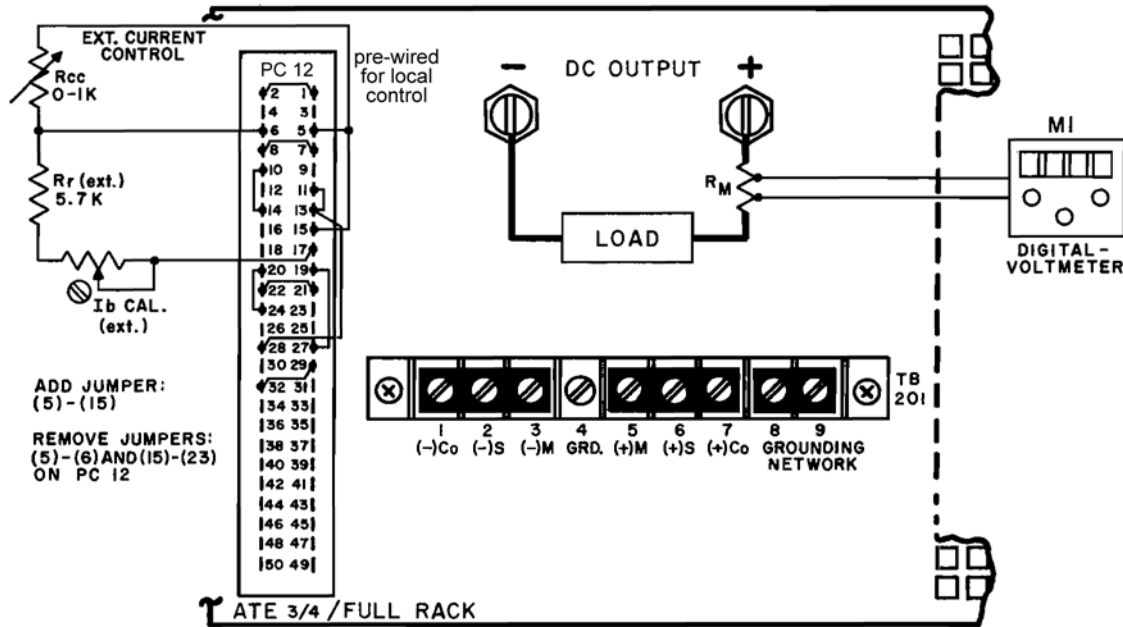 EXT. CURRENT
CONTROL
Rcc
0-1K
Rr (ext.)
5.7K
Ib CAL.
(ext.)
ADD JUMPER:
(5)-(15)
REMOVE JUMPERS:
(5)-(6) AND (15)-(23)
ON PC 12
PC 12
2 1
4 3
6 5
8 7
10 9
12 11
14 13
16 15
18 17
20 19
22 21
24 23
26 25
28 27
30 29
32 31
34 33
36 35
38 37
40 39
42 41
44 43
46 45
48 47
50 49
pre-wired
for local
control
- DC OUTPUT +
RM
LOAD
M1
DIGITAL-
VOLTMETER
TB
201
1 2 3 4 5 6 7 8 9
(-)Co (-)S (-)M GRD. (+)M (+)S (+)Co GROUNDING
NETWORK
ATE 3/4 / FULL RACK